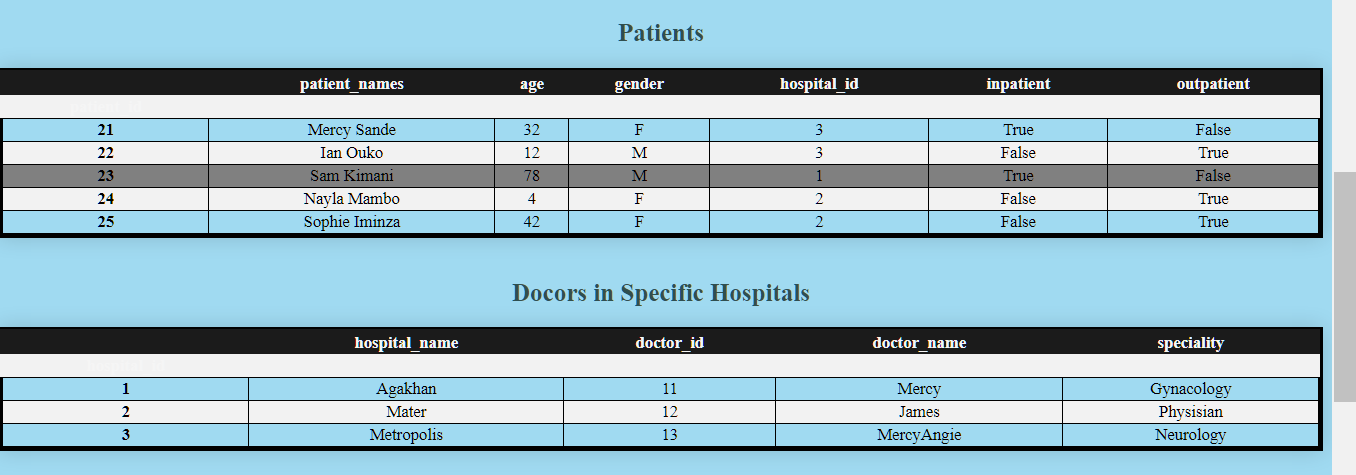 Patients
patient_names age gender hospital_id inpatient outpatient
21 Mercy Sande 32 F 3 True False
22 Ian Ouko 12 M 3 False True
23 Sam Kimani 78 M 1 True False
24 Nayla Mambo 4 F 2 False True
25 Sophie Iminza 42 F 2 False True
Docors in Specific Hospitals
hospital_name doctor_id doctor_name speciality
1 Agakhan 11 Mercy Gynacology
2 Mater 12 James Physisian
3 Metropolis 13 MercyAngie Neurology